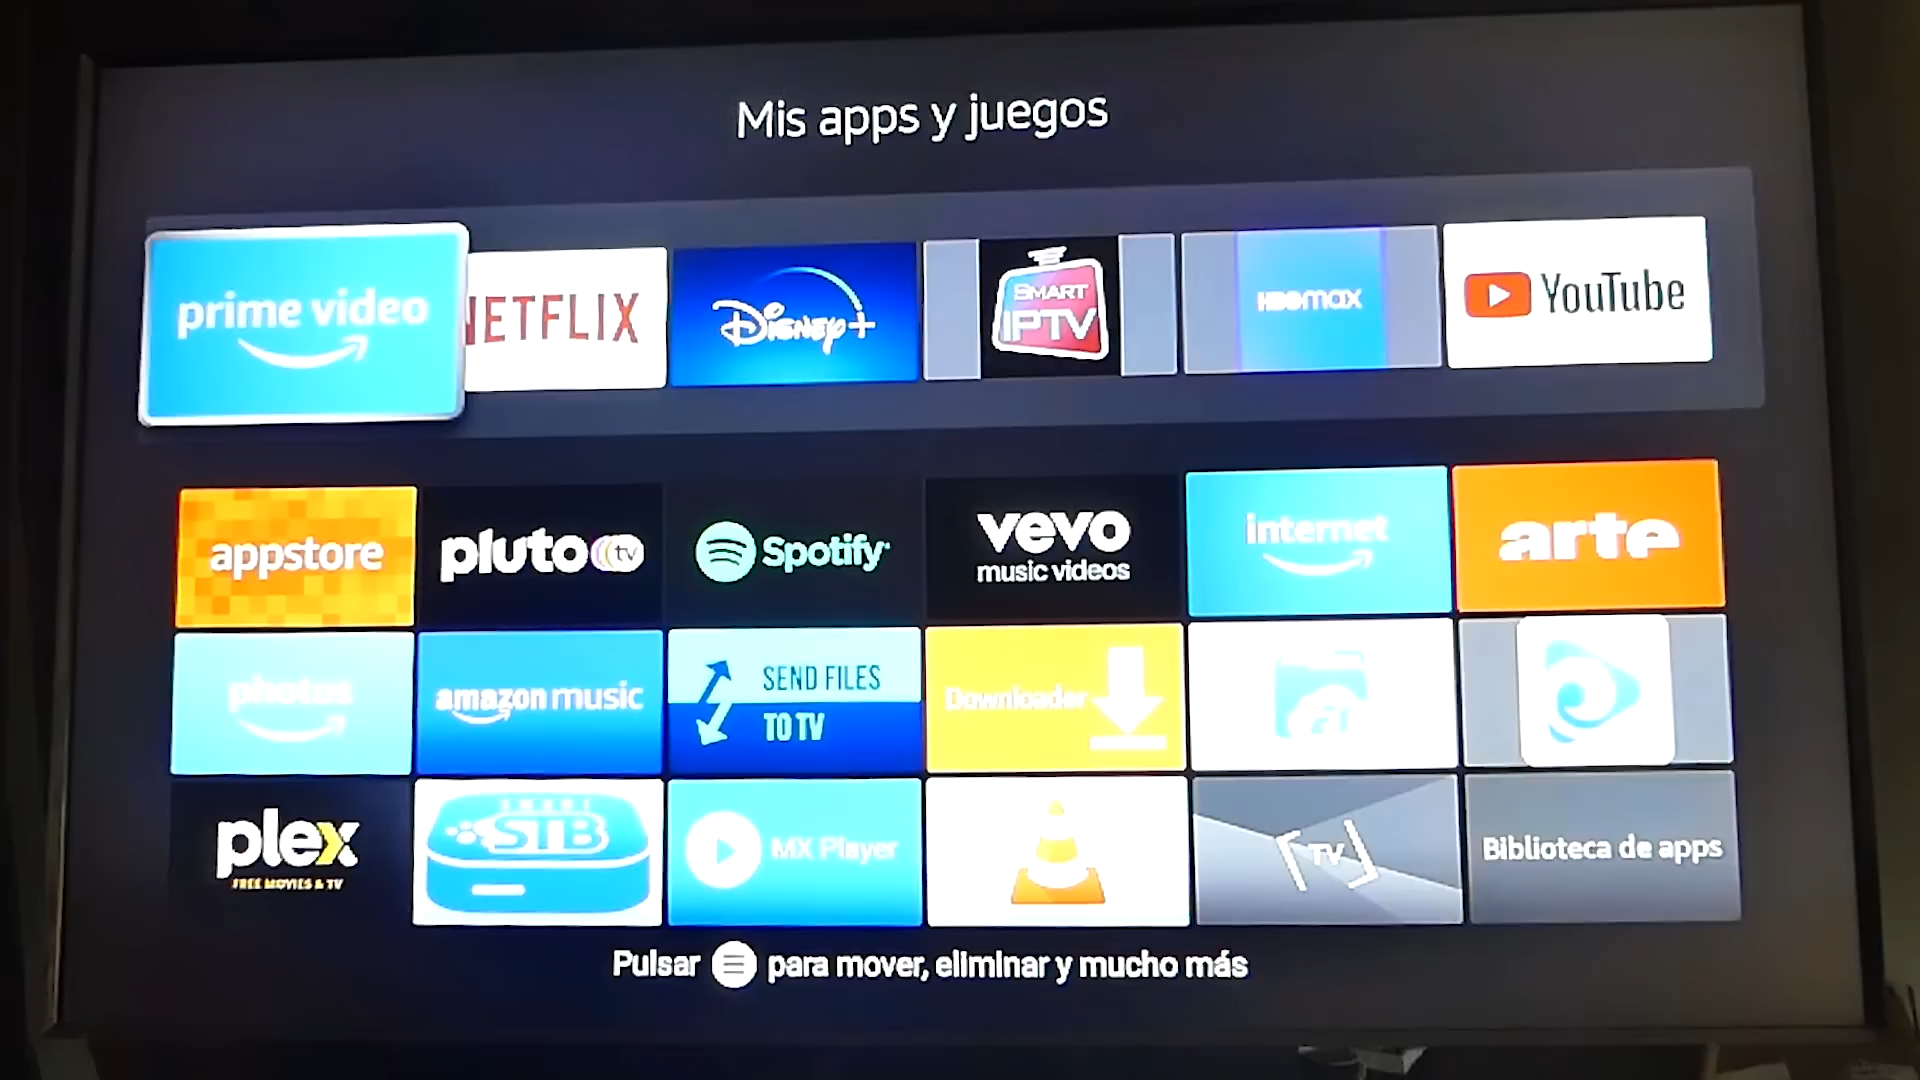 Mis apps y juegos
prime video
NETFLIX
Disney+
SMART
IPTV
HBOmax
YouTube
appstore
pluto tv
Spotify
vevo
music videos
internet
arte
photos
amazon music
SEND FILES
TO TV
Downloader
plex
FREE MOVIES & TV
STB
MX Player
TV
Biblioteca de apps
Pulsar para mover, eliminar y mucho más